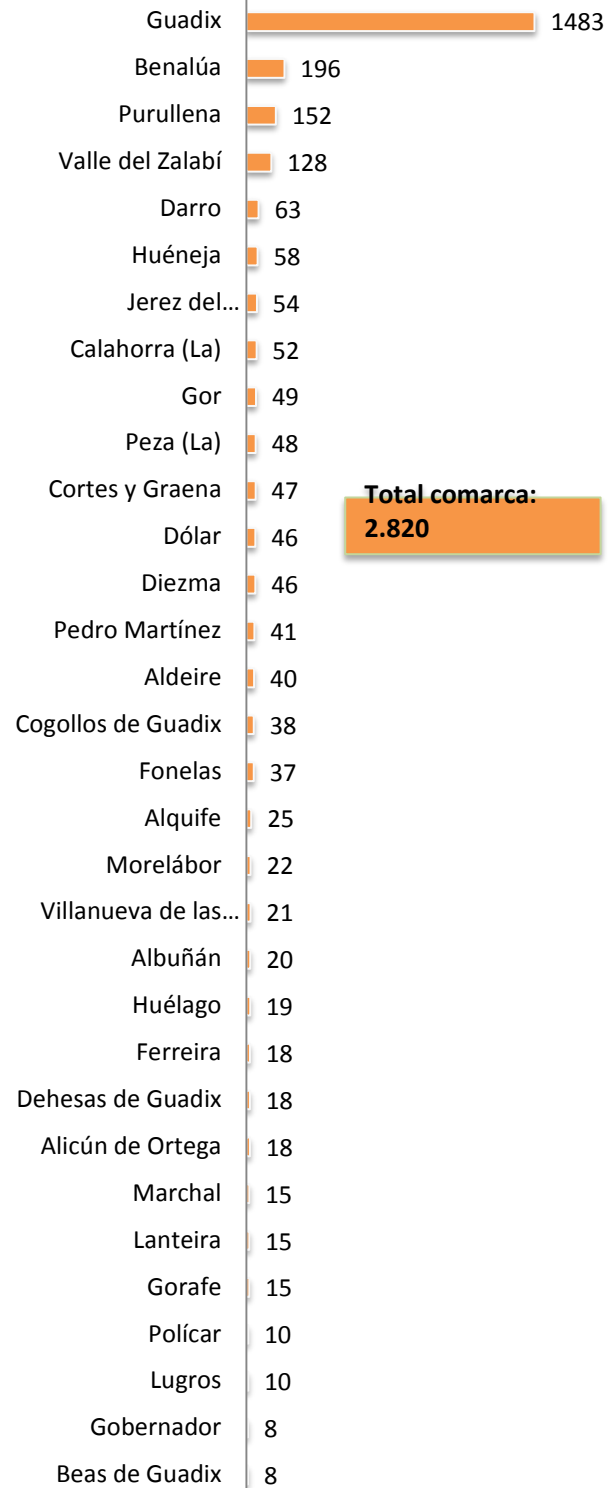 Guadix 1483
Benalúa 196
Purullena 152
Valle del Zalabí 128
Darro 63
Huéneja 58
Jerez del... 54
Calahorra (La) 52
Gor 49
Peza (La) 48
Cortes y Graena 47
Total comarca:
2.820
Dólar 46
Diezma 46
Pedro Martínez 41
Aldeire 40
Cogollos de Guadix 38
Fonelas 37
Alquife 25
Morelábor 22
Villanueva de las... 21
Albuñán 20
Huélago 19
Ferreira 18
Dehesas de Guadix 18
Alicún de Ortega 18
Marchal 15
Lanteira 15
Gorafe 15
Polícar 10
Lugros 10
Gobernador 8
Beas de Guadix 8